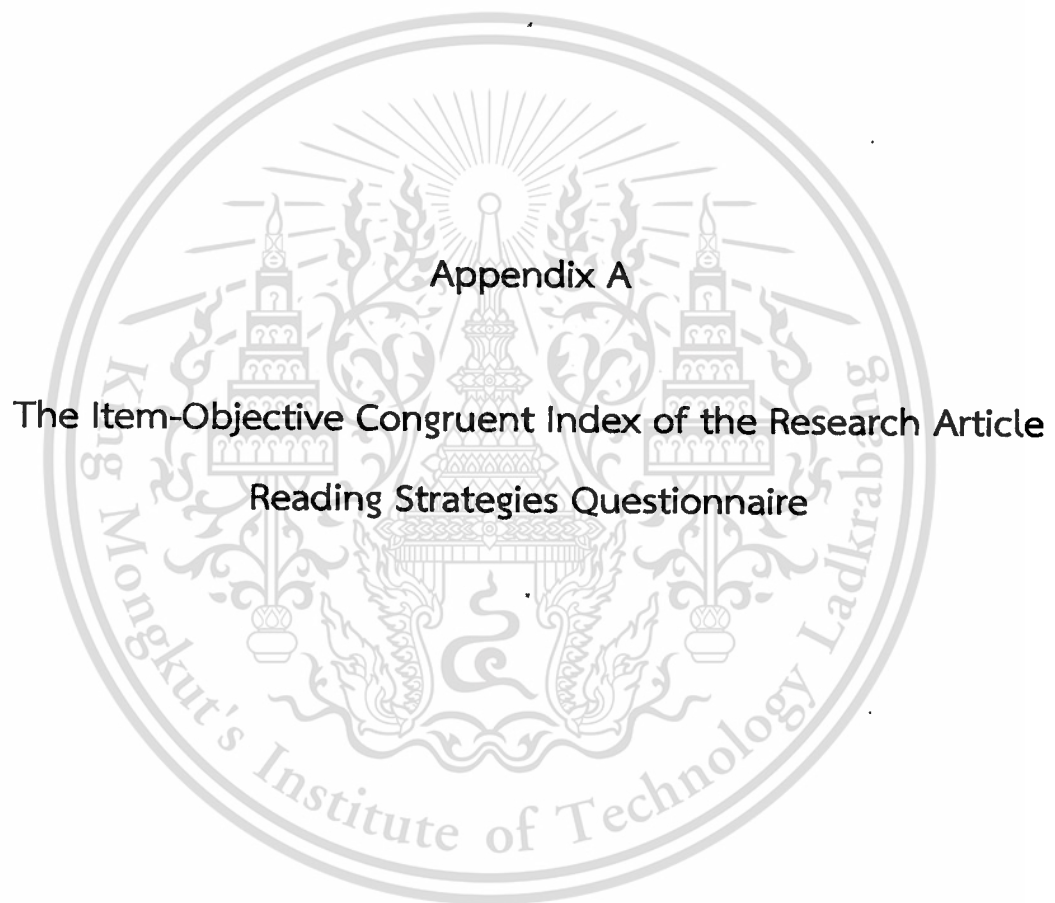 Appendix A
The Item-Objective Congruent Index of the Research Article
Reading Strategies Questionnaire
King Mongkut's Institute of Technology Ladkrabang